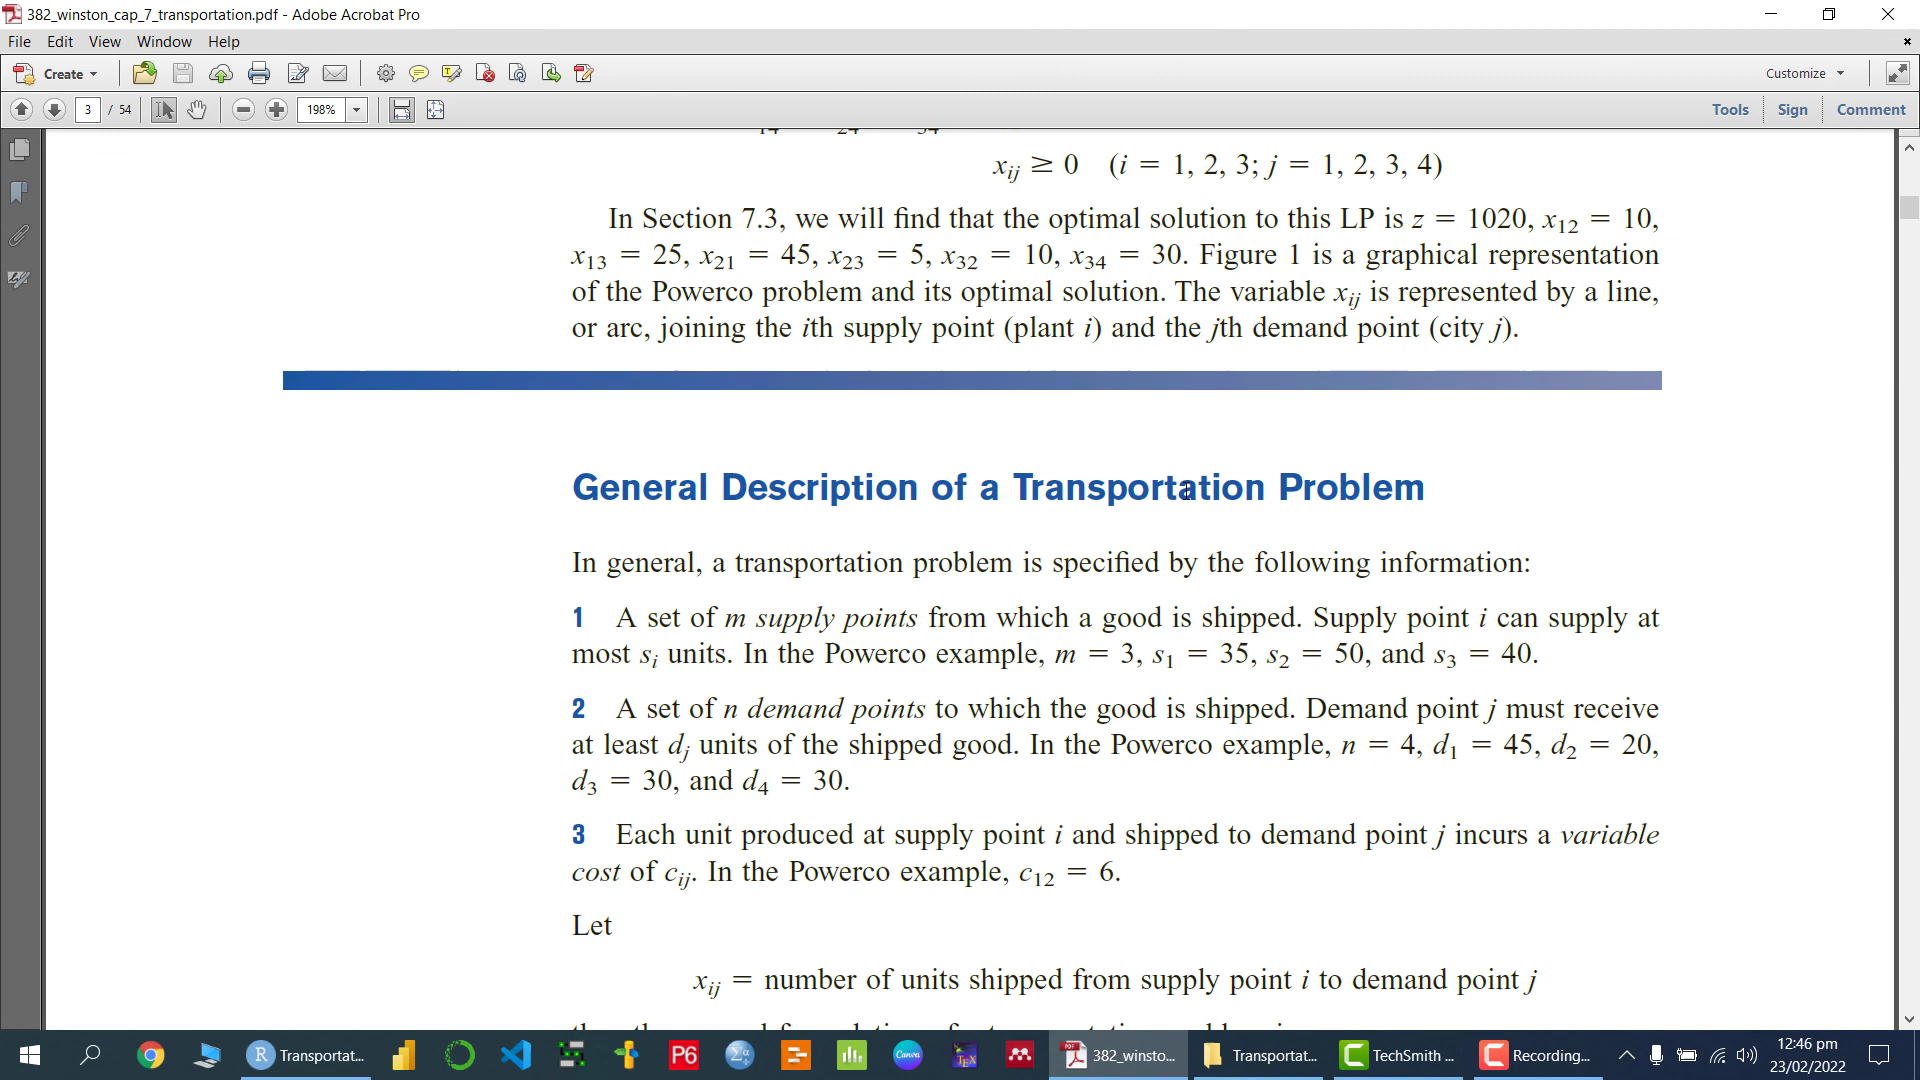 382_winston_cap_7_transportation.pdf - Adobe Acrobat Pro
File Edit View Window Help
Create Customize
3 / 54 198% Tools Sign Comment
14 24 34
xij ≥ 0 (i = 1, 2, 3; j = 1, 2, 3, 4)
In Section 7.3, we will find that the optimal solution to this LP is z = 1020, x12 = 10,
x13 = 25, x21 = 45, x23 = 5, x32 = 10, x34 = 30. Figure 1 is a graphical representation
of the Powerco problem and its optimal solution. The variable xij is represented by a line,
or arc, joining the ith supply point (plant i) and the jth demand point (city j).
General Description of a Transportation Problem
In general, a transportation problem is specified by the following information:
1 A set of m supply points from which a good is shipped. Supply point i can supply at
most si units. In the Powerco example, m = 3, s1 = 35, s2 = 50, and s3 = 40.
2 A set of n demand points to which the good is shipped. Demand point j must receive
at least dj units of the shipped good. In the Powerco example, n = 4, d1 = 45, d2 = 20,
d3 = 30, and d4 = 30.
3 Each unit produced at supply point i and shipped to demand point j incurs a variable
cost of cij. In the Powerco example, c12 = 6.
Let
xij = number of units shipped from supply point i to demand point j
R Transportat... P6 Canva TEX 382_winsto... Transportat... TechSmith ... Recording... 12:46 pm
23/02/2022